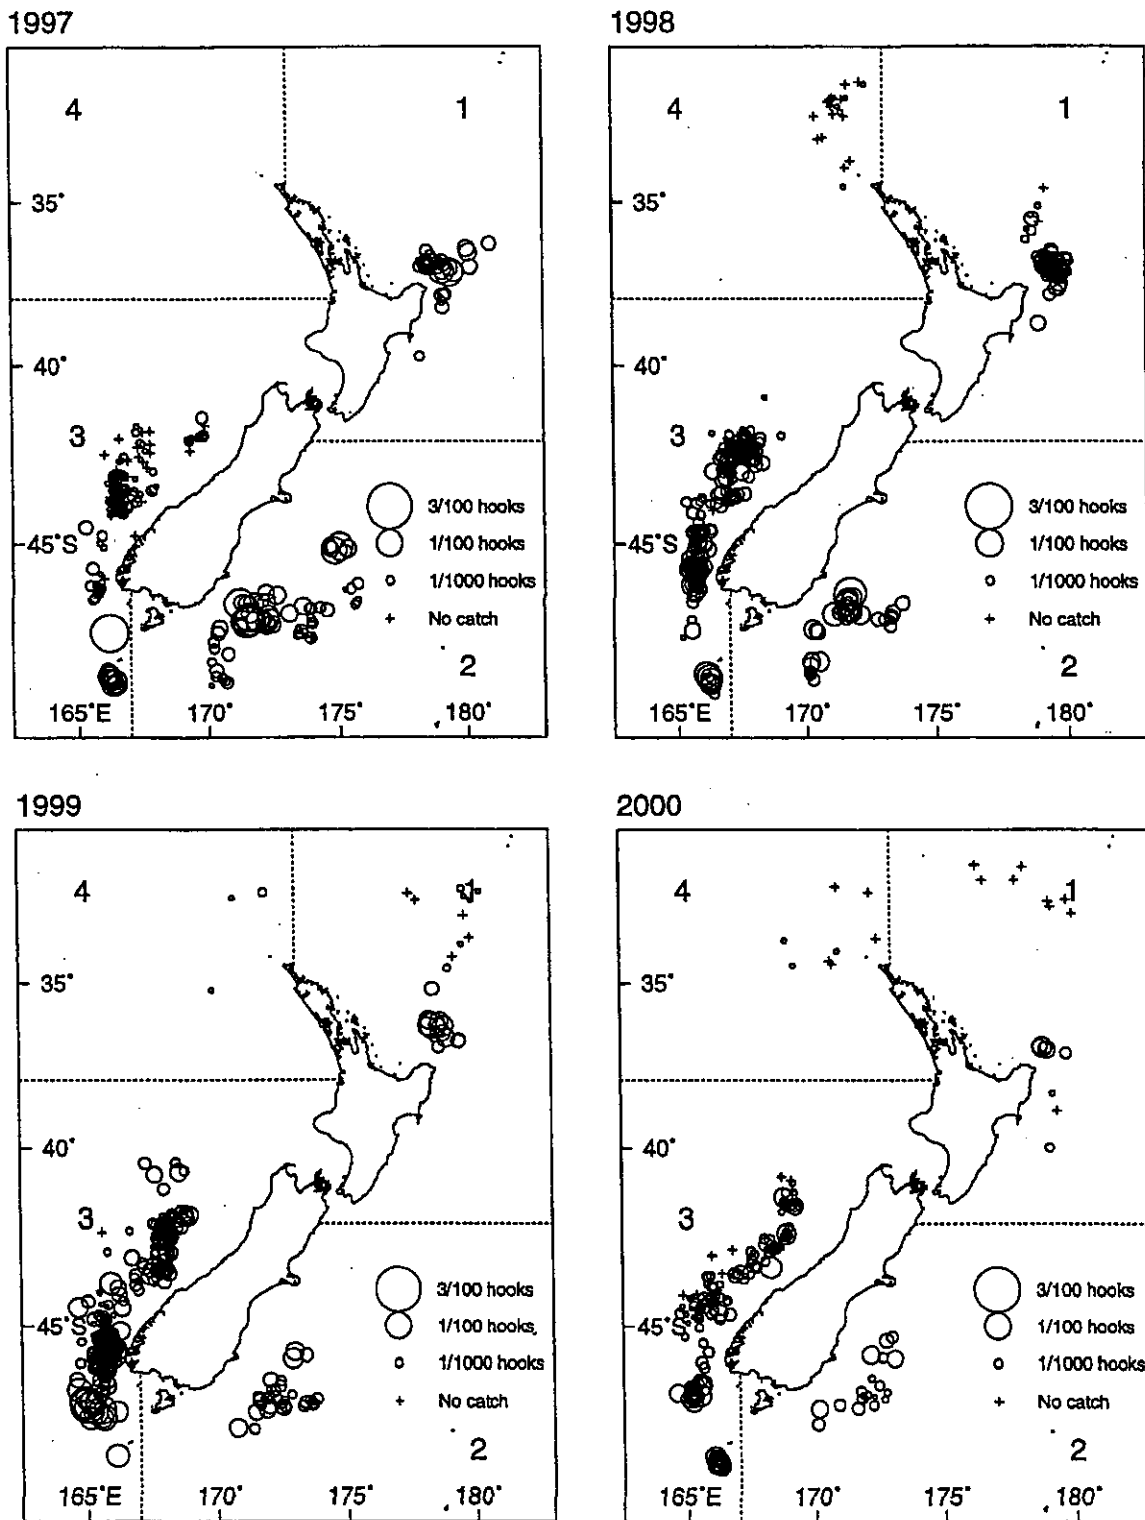 1997
4
1
35°
40°
3
45°S
3/100 hooks
1/100 hooks
1/1000 hooks
+ No catch
2
165°E 170° 175° 180°
1998
4
1
35°
40°
3
45°S
3/100 hooks
1/100 hooks
1/1000 hooks
+ No catch
2
165°E 170° 175° 180°
1999
4
1
35°
40°
3
45°S
3/100 hooks
1/100 hooks
1/1000 hooks
+ No catch
2
165°E 170° 175° 180°
2000
4
1
35°
40°
3
45°S
3/100 hooks
1/100 hooks
1/1000 hooks
+ No catch
2
165°E 170° 175° 180°